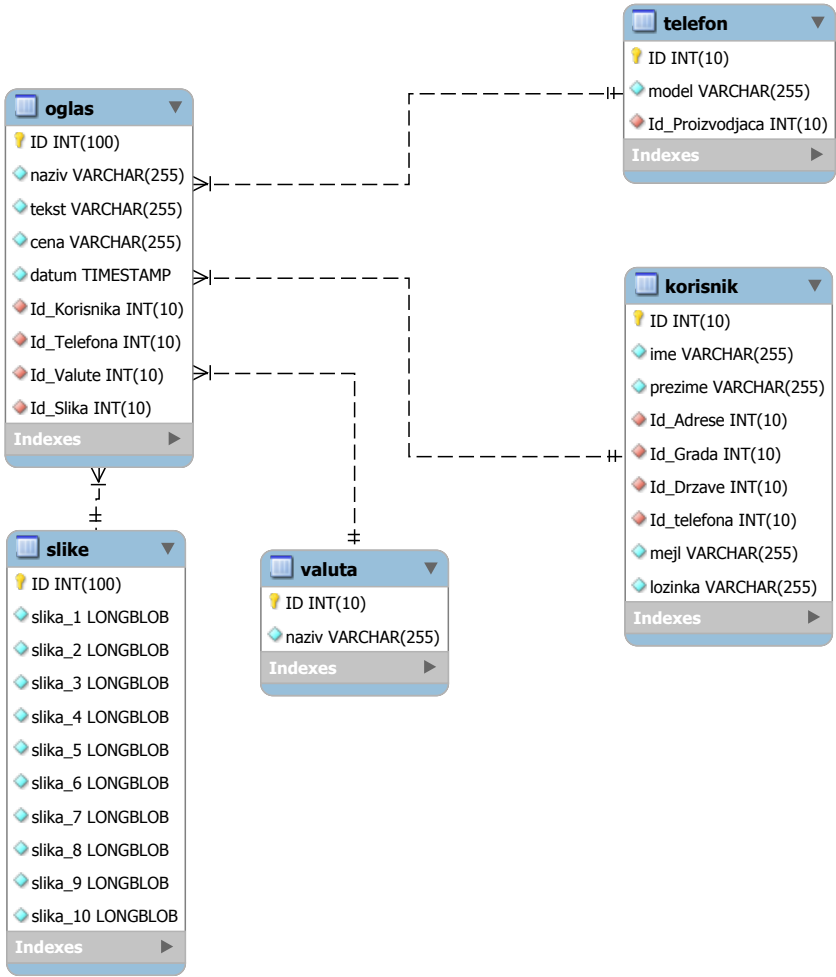 oglas
ID INT(100)
naziv VARCHAR(255)
tekst VARCHAR(255)
cena VARCHAR(255)
datum TIMESTAMP
Id_Korisnika INT(10)
Id_Telefona INT(10)
Id_Valute INT(10)
Id_Slika INT(10)
Indexes
telefon
ID INT(10)
model VARCHAR(255)
Id_Proizvodjaca INT(10)
Indexes
korisnik
ID INT(10)
ime VARCHAR(255)
prezime VARCHAR(255)
Id_Adrese INT(10)
Id_Grada INT(10)
Id_Drzave INT(10)
Id_telefona INT(10)
mejl VARCHAR(255)
lozinka VARCHAR(255)
Indexes
slike
ID INT(100)
slika_1 LONGBLOB
slika_2 LONGBLOB
slika_3 LONGBLOB
slika_4 LONGBLOB
slika_5 LONGBLOB
slika_6 LONGBLOB
slika_7 LONGBLOB
slika_8 LONGBLOB
slika_9 LONGBLOB
slika_10 LONGBLOB
Indexes
valuta
ID INT(10)
naziv VARCHAR(255)
Indexes